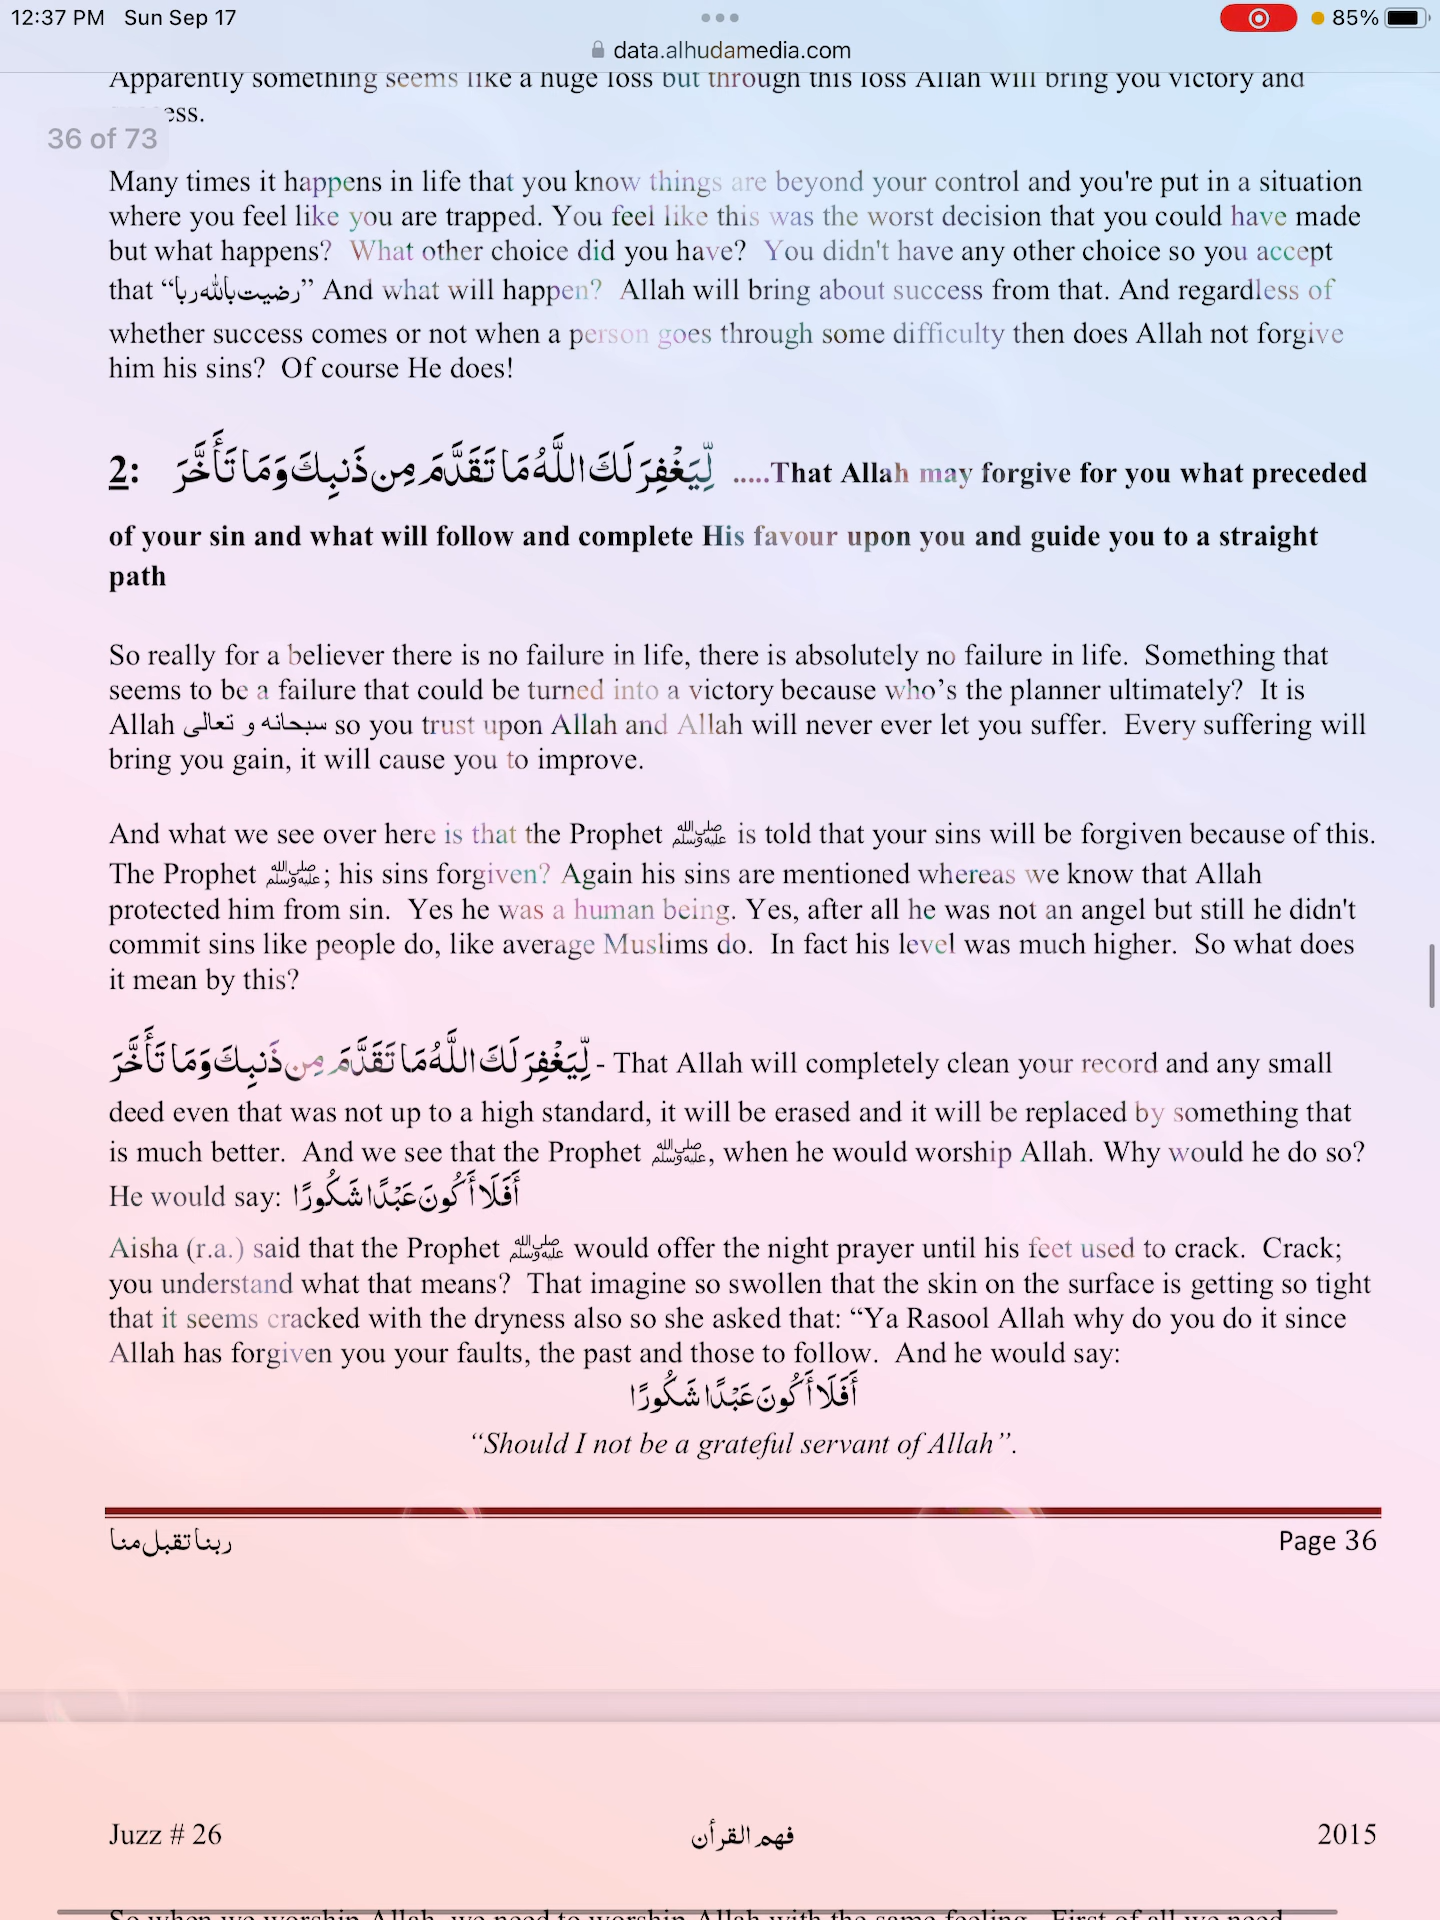 12:37 PM Sun Sep 17
85%
data.alhudamedia.com
Apparently something seems like a huge loss but through this loss Allah will bring you victory and
ess.
36 of 73
Many times it happens in life that you know things are beyond your control and you're put in a situation
where you feel like you are trapped. You feel like this was the worst decision that you could have made
but what happens?  What other choice did you have?  You didn't have any other choice so you accept
that “رضيت بالله ربا” And what will happen?  Allah will bring about success from that. And regardless of
whether success comes or not when a person goes through some difficulty then does Allah not forgive
him his sins?  Of course He does!
2: لِّيَغْفِرَ لَكَ اللَّهُ مَا تَقَدَّمَ مِن ذَنبِكَ وَمَا تَأَخَّرَ .....That Allah may forgive for you what preceded
of your sin and what will follow and complete His favour upon you and guide you to a straight
path
So really for a believer there is no failure in life, there is absolutely no failure in life.  Something that
seems to be a failure that could be turned into a victory because who’s the planner ultimately?  It is
Allah سبحانه و تعالى so you trust upon Allah and Allah will never ever let you suffer.  Every suffering will
bring you gain, it will cause you to improve.
And what we see over here is that the Prophet ﷺ is told that your sins will be forgiven because of this.
The Prophet ﷺ; his sins forgiven? Again his sins are mentioned whereas we know that Allah
protected him from sin.  Yes he was a human being. Yes, after all he was not an angel but still he didn't
commit sins like people do, like average Muslims do.  In fact his level was much higher.  So what does
it mean by this?
لِّيَغْفِرَ لَكَ اللَّهُ مَا تَقَدَّمَ مِن ذَنبِكَ وَمَا تَأَخَّرَ - That Allah will completely clean your record and any small
deed even that was not up to a high standard, it will be erased and it will be replaced by something that
is much better.  And we see that the Prophet ﷺ, when he would worship Allah. Why would he do so?
He would say: أَفَلَا أَكُونَ عَبْدًا شَكُورًا
Aisha (r.a.) said that the Prophet ﷺ would offer the night prayer until his feet used to crack.  Crack;
you understand what that means?  That imagine so swollen that the skin on the surface is getting so tight
that it seems cracked with the dryness also so she asked that: “Ya Rasool Allah why do you do it since
Allah has forgiven you your faults, the past and those to follow.  And he would say:
أَفَلَا أَكُونَ عَبْدًا شَكُورًا
“Should I not be a grateful servant of Allah”.
ربنا تقبل منا Page 36
Juzz # 26 فهم القرأن 2015
So when we worship Allah, we need to worship Allah with the same feeling.  First of all we need